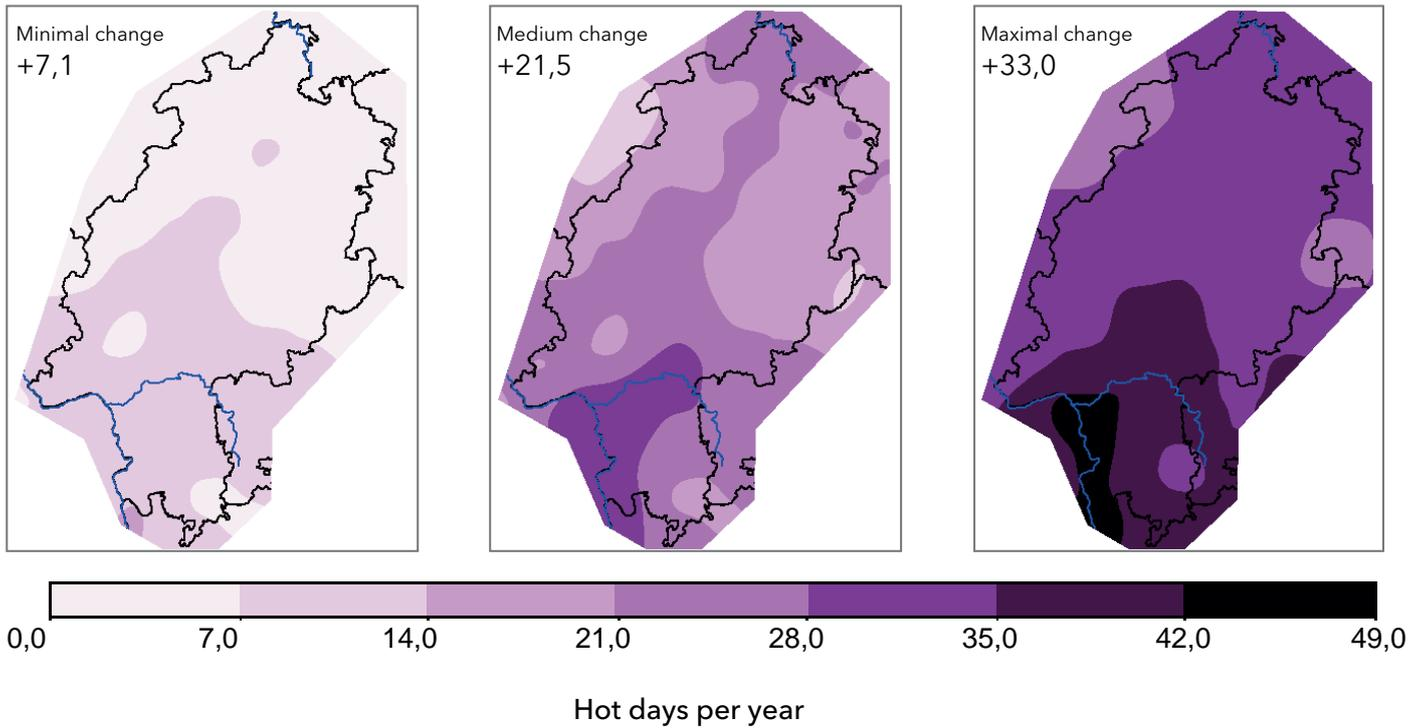 Minimal change
+7,1
Medium change
+21,5
Maximal change
+33,0
0,0 7,0 14,0 21,0 28,0 35,0 42,0 49,0
Hot days per year